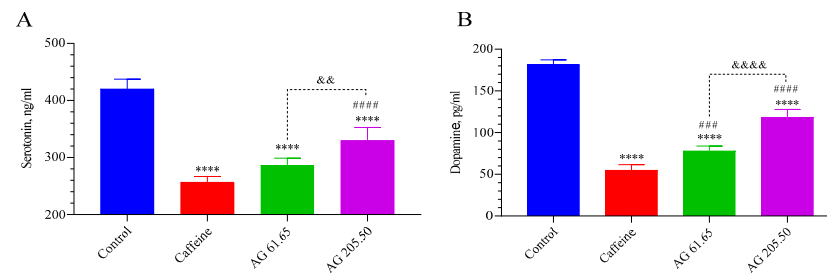 A
Serotonin, ng/ml
500
400
300
200
****
****
&&
####
****
Control
Caffeine
AG 61.65
AG 205.50
B
Dopamine, pg/ml
200
150
100
50
0
****
###
****
&&&&
####
****
Control
Caffeine
AG 61.65
AG 205.50